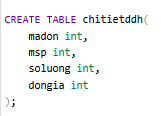 CREATE TABLE chitietddh(
    madon int,
    msp int,
    soluong int,
    dongia int
);